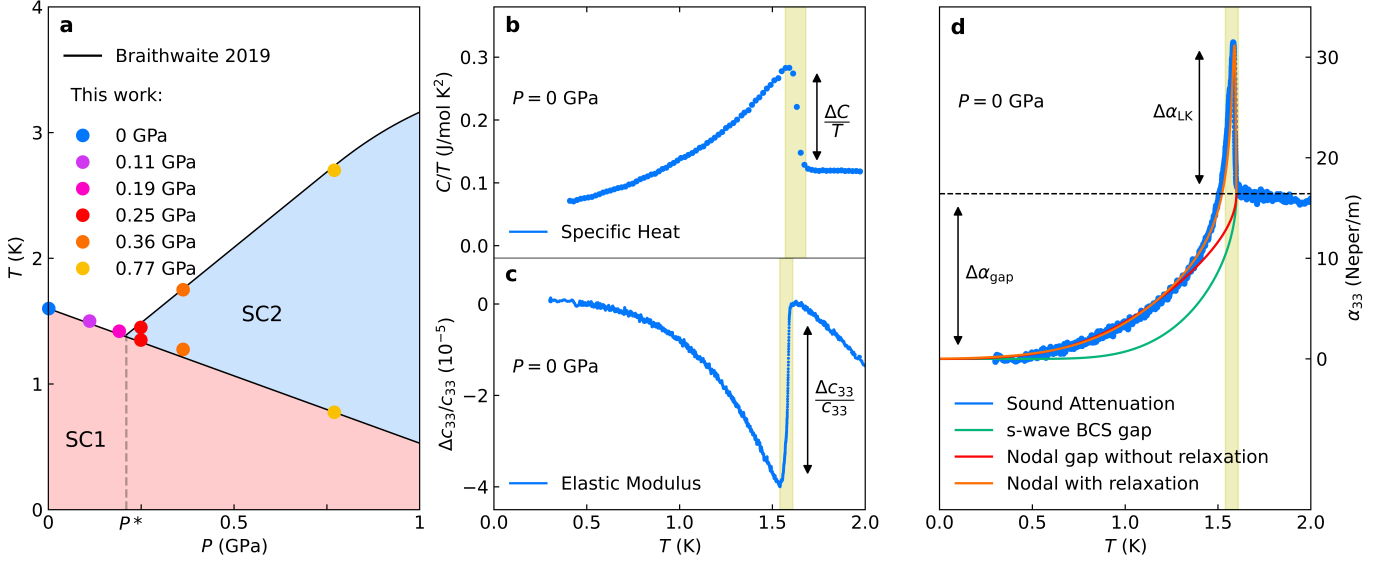 a
Braithwaite 2019
This work:
0 GPa
0.11 GPa
0.19 GPa
0.25 GPa
0.36 GPa
0.77 GPa
SC2
SC1
4
3
2
1
0
T (K)
0
P*
0.5
1
P (GPa)
b
P = 0 GPa
ΔC/T
Specific Heat
0.3
0.2
0.1
0.0
C/T (J/mol K²)
c
P = 0 GPa
Δc₃₃/c₃₃
Elastic Modulus
0
−2
−4
Δc₃₃/c₃₃ (10⁻⁵)
0.0
0.5
1.0
1.5
2.0
T (K)
d
P = 0 GPa
Δα_LK
Δα_gap
Sound Attenuation
s-wave BCS gap
Nodal gap without relaxation
Nodal with relaxation
30
20
10
0
α₃₃ (Neper/m)
0.0
0.5
1.0
1.5
2.0
T (K)